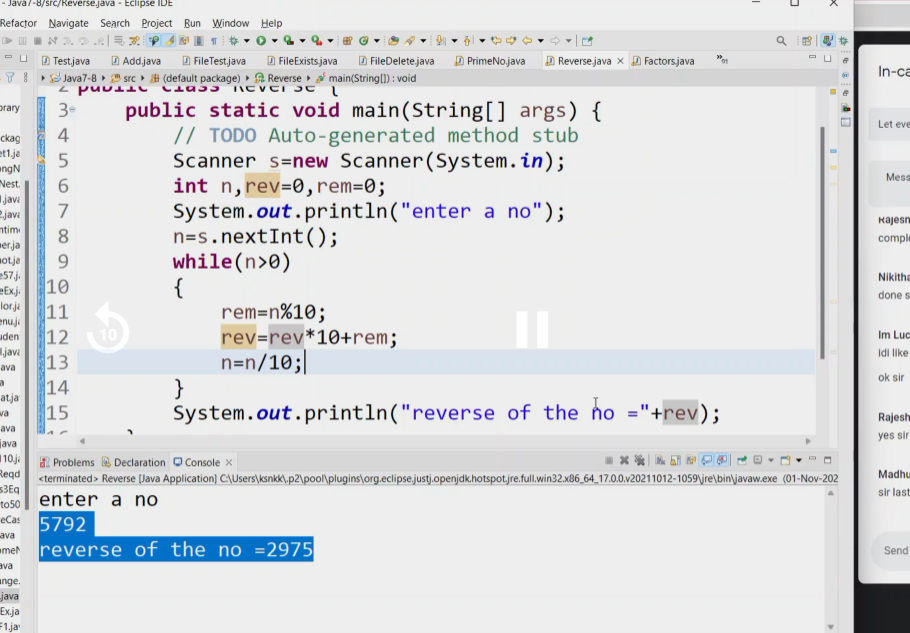 - Java7-8/src/Reverse.java - Eclipse IDE
Refactor Navigate Search Project Run Window Help
Test.java Add.java FileTest.java FileExists.java FileDelete.java PrimeNo.java Reverse.java Factors.java
Java7-8 src (default package) Reverse main(String[]) : void
2 public class Reverse {
3 public static void main(String[] args) {
4 // TODO Auto-generated method stub
5 Scanner s=new Scanner(System.in);
6 int n,rev=0,rem=0;
7 System.out.println("enter a no");
8 n=s.nextInt();
9 while(n>0)
10 {
11 rem=n%10;
12 rev=rev*10+rem;
13 n=n/10;
14 }
15 System.out.println("reverse of the no ="+rev);
10
Problems Declaration Console
<terminated> Reverse [Java Application] C:\Users\ksnkk\.p2\pool\plugins\org.eclipse.justj.openjdk.hotspot.jre.full.win32.x86_64_17.0.0.v20211012-1059\jre\bin\javaw.exe (01-Nov-202
enter a no
5792
reverse of the no =2975
In-ca
Let eve
Mess
Rajesh
comple
Nikitha
done s
Im Luc
Idi like
ok sir
Rajesh
yes sir
Madhu
sir last
Send